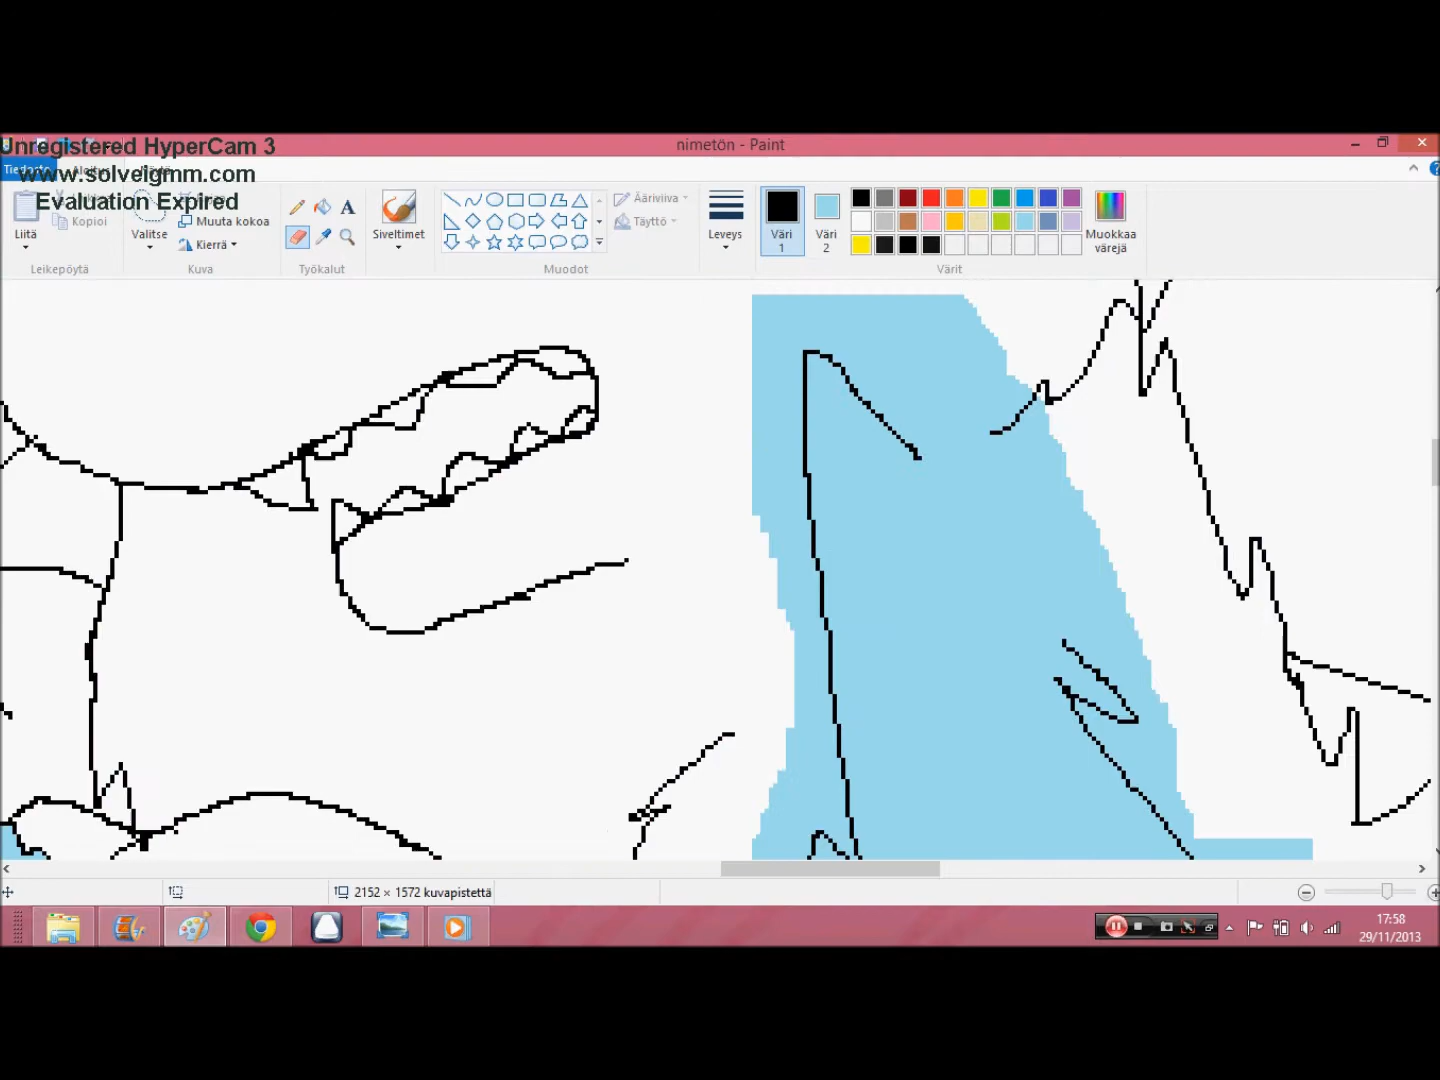 Unregistered HyperCam 3
nimetön - Paint
Tiedosto
www.solveigmm.com
Evaluation Expired
Liitä
Kopioi
Leikepöytä
Valitse
Muuta kokoa
Kierrä
Kuva
A
Työkalut
Siveltimet
Ääriviiva
Täyttö
Muodot
Leveys
Väri
1
Väri
2
Värit
Muokkaa
värejä
2152 × 1572 kuvapistettä
17:58
29/11/2013